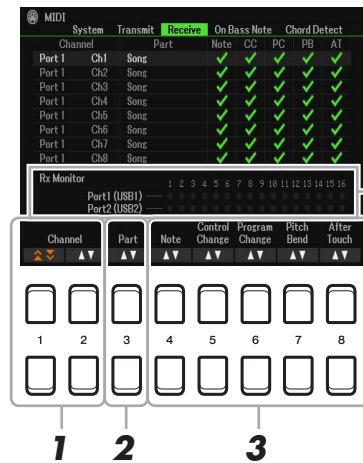 MIDI
System Transmit Receive On Bass Note Chord Detect
Channel Part Note CC PC PB AT
Port 1 Ch1 Song
Port 1 Ch2 Song
Port 1 Ch3 Song
Port 1 Ch4 Song
Port 1 Ch5 Song
Port 1 Ch6 Song
Port 1 Ch7 Song
Port 1 Ch8 Song
Rx Monitor 1 2 3 4 5 6 7 8 9 10 11 12 13 14 15 16
Port1 (USB1)
Port2 (USB2)
Channel Part Note Control Change Program Change Pitch Bend After Touch
1 2 3 4 5 6 7 8
1 2 3